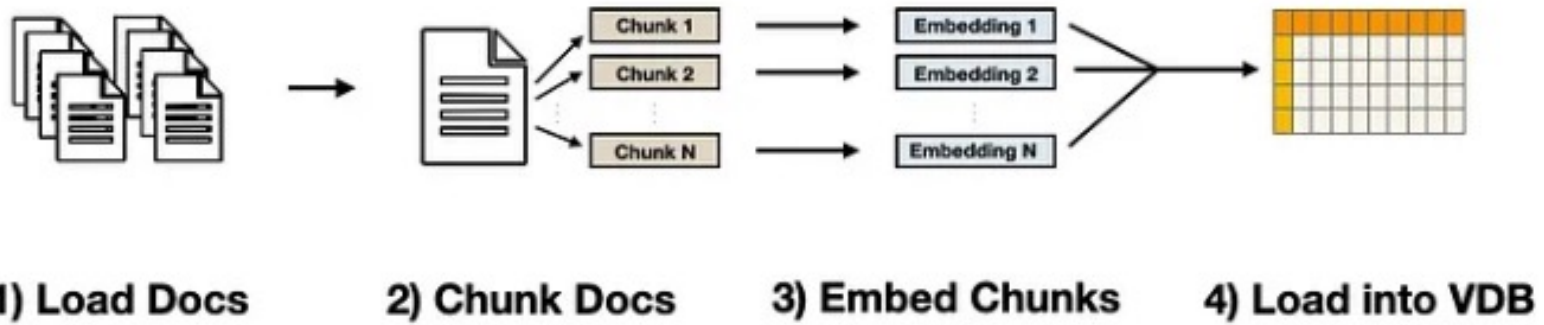 Chunk 1
Embedding 1
Chunk 2
Embedding 2
Chunk N
Embedding N
1) Load Docs
2) Chunk Docs
3) Embed Chunks
4) Load into VDB